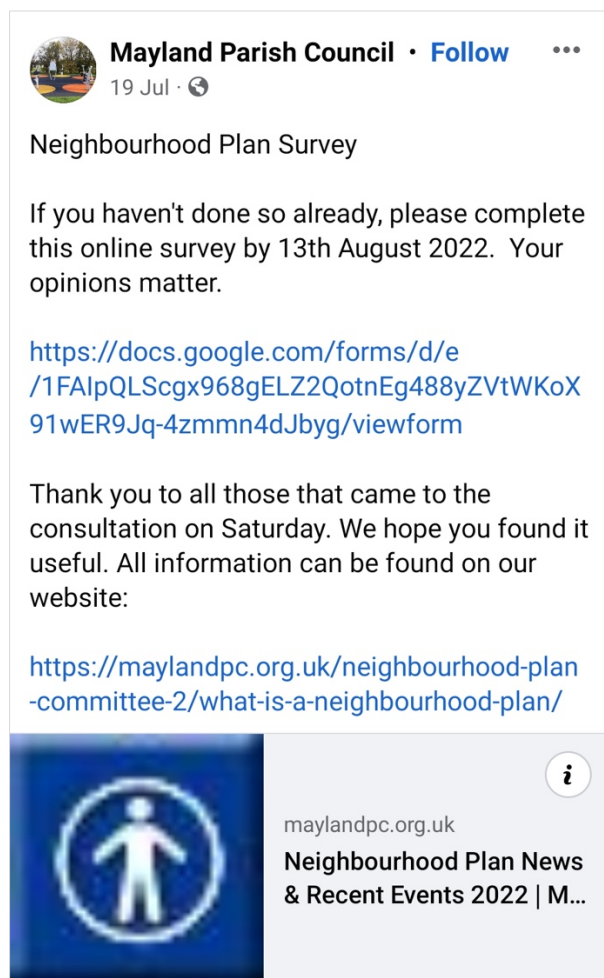 Mayland Parish Council · Follow
19 Jul ·
Neighbourhood Plan Survey
If you haven't done so already, please complete
this online survey by 13th August 2022.  Your
opinions matter.
https://docs.google.com/forms/d/e
/1FAIpQLScgx968gELZ2QotnEg488yZVtWKoX
91wER9Jq-4zmmn4dJbyg/viewform
Thank you to all those that came to the
consultation on Saturday. We hope you found it
useful. All information can be found on our
website:
https://maylandpc.org.uk/neighbourhood-plan
-committee-2/what-is-a-neighbourhood-plan/
i
maylandpc.org.uk
Neighbourhood Plan News
& Recent Events 2022 | M...